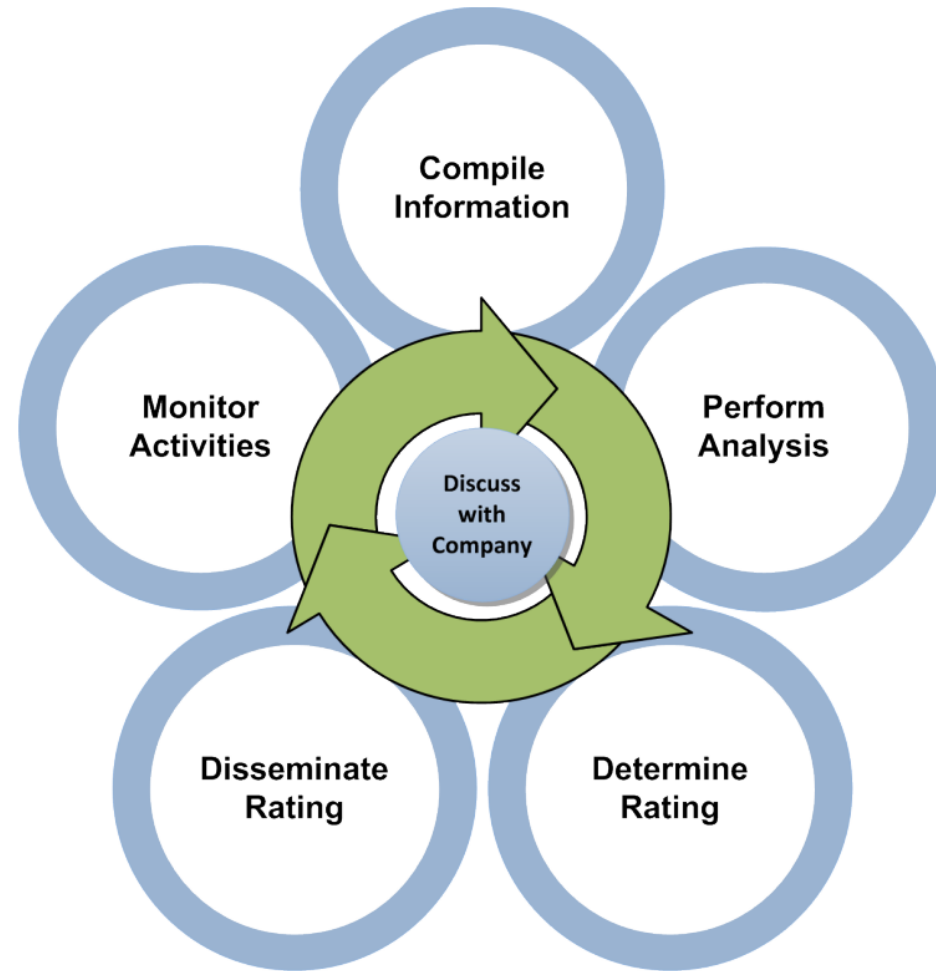 Compile
Information
Perform
Analysis
Determine
Rating
Disseminate
Rating
Monitor
Activities
Discuss
with
Company